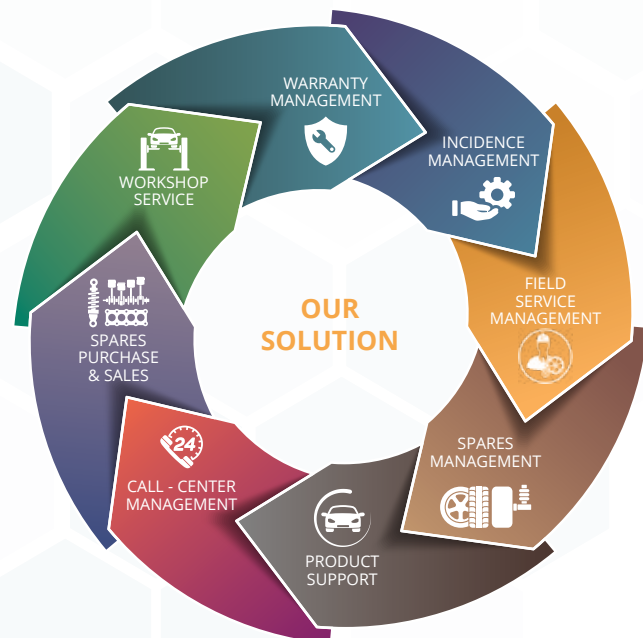 WARRANTY
MANAGEMENT
INCIDENCE
MANAGEMENT
FIELD
SERVICE
MANAGEMENT
SPARES
MANAGEMENT
PRODUCT
SUPPORT
24
CALL - CENTER
MANAGEMENT
SPARES
PURCHASE
& SALES
WORKSHOP
SERVICE
OUR
SOLUTION